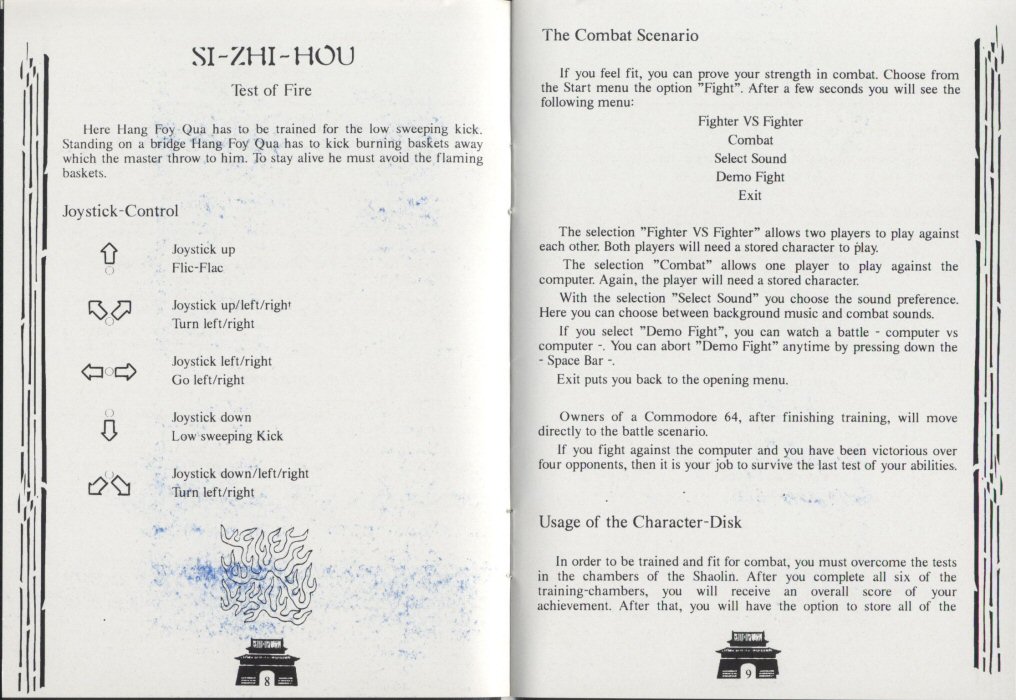 SI-ZHI-HOU
Test of Fire
Here Hang Foy Qua has to be trained for the low sweeping kick.
Standing on a bridge Hang Foy Qua has to kick burning baskets away
which the master throw to him. To stay alive he must avoid the flaming
baskets.
Joystick-Control
Joystick up
Flic-Flac
Joystick up/left/right
Turn left/right
Joystick left/right
Go left/right
Joystick down
Low sweeping Kick
Joystick down/left/right
Turn left/right
8
The Combat Scenario
If you feel fit, you can prove your strength in combat. Choose from
the Start menu the option "Fight". After a few seconds you will see the
following menu:
Fighter VS Fighter
Combat
Select Sound
Demo Fight
Exit
The selection "Fighter VS Fighter" allows two players to play against
each other. Both players will need a stored character to play.
The selection "Combat" allows one player to play against the
computer. Again, the player will need a stored character.
With the selection "Select Sound" you choose the sound preference.
Here you can choose between background music and combat sounds.
If you select "Demo Fight", you can watch a battle - computer vs
computer -. You can abort "Demo Fight" anytime by pressing down the
- Space Bar -.
Exit puts you back to the opening menu.
Owners of a Commodore 64, after finishing training, will move
directly to the battle scenario.
If you fight against the computer and you have been victorious over
four opponents, then it is your job to survive the last test of your abilities.
Usage of the Character-Disk
In order to be trained and fit for combat, you must overcome the tests
in the chambers of the Shaolin. After you complete all six of the
training-chambers, you will receive an overall score of your
achievement. After that, you will have the option to store all of the
9